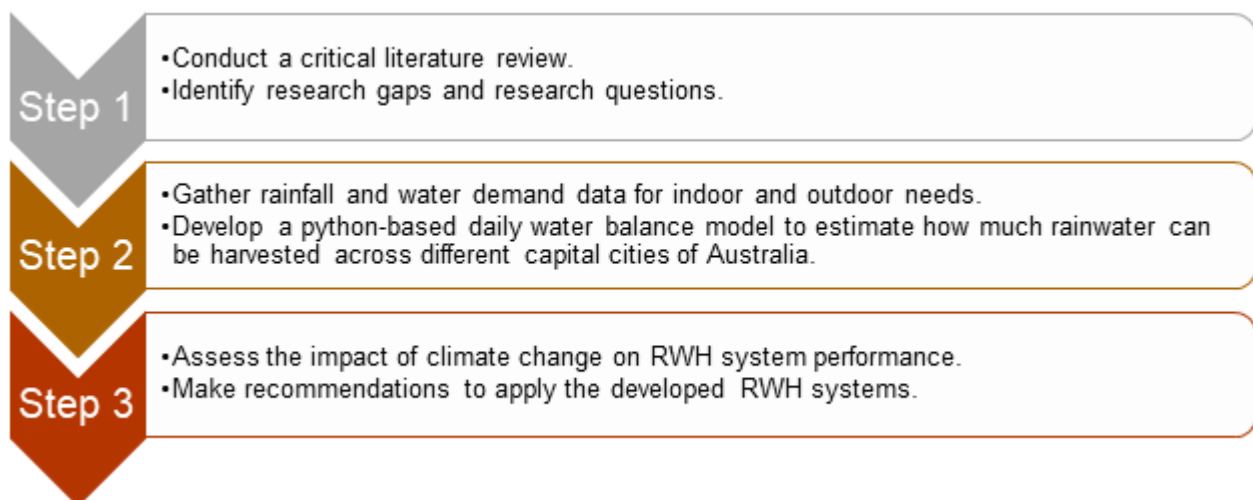 Step 1
•Conduct a critical literature review.
•Identify research gaps and research questions.
Step 2
•Gather rainfall and water demand data for indoor and outdoor needs.
•Develop a python-based daily water balance model to estimate how much rainwater can
be harvested across different capital cities of Australia.
Step 3
•Assess the impact of climate change on RWH system performance.
•Make recommendations to apply the developed RWH systems.